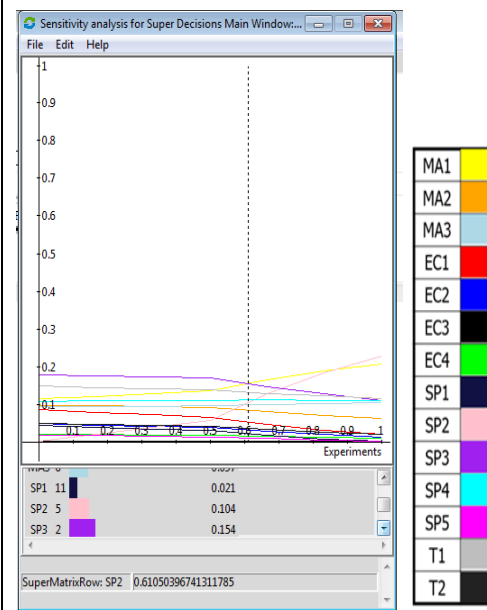 Sensitivity analysis for Super Decisions Main Window:...
File Edit Help
1
0.9
0.8
0.7
0.6
0.5
0.4
0.3
0.2
0.1
0.1 0.2 0.3 0.4 0.5 0.6 0.7 0.8 0.9 1
Experiments
SP1 11 0.021
SP2 5 0.104
SP3 2 0.154
SuperMatrixRow: SP2 0.61050396741311785
MA1
MA2
MA3
EC1
EC2
EC3
EC4
SP1
SP2
SP3
SP4
SP5
T1
T2